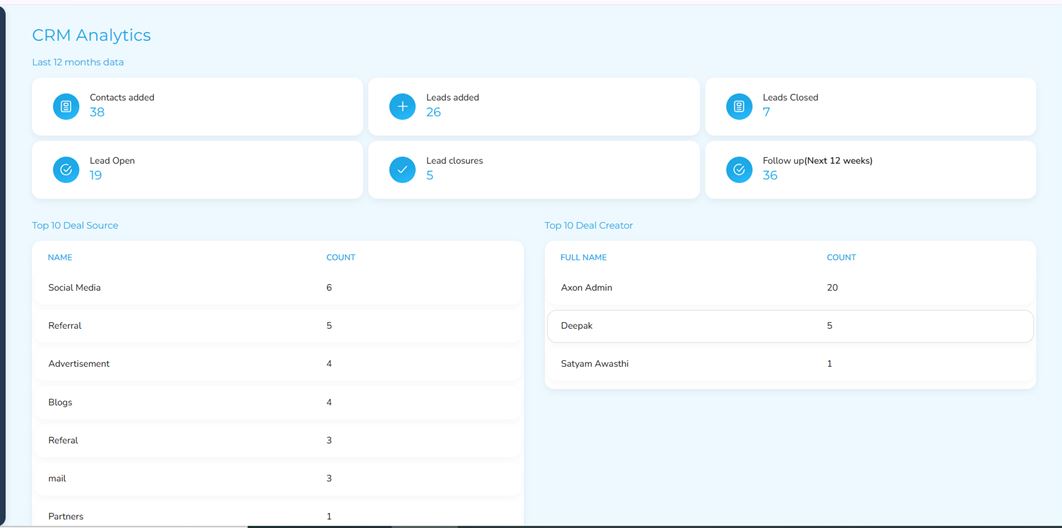 CRM Analytics
Last 12 months data
Contacts added
38
Leads added
26
Leads Closed
7
Lead Open
19
Lead closures
5
Follow up(Next 12 weeks)
36
Top 10 Deal Source
NAME COUNT
Social Media 6
Referral 5
Advertisement 4
Blogs 4
Referal 3
mail 3
Partners 1
Top 10 Deal Creator
FULL NAME COUNT
Axon Admin 20
Deepak 5
Satyam Awasthi 1